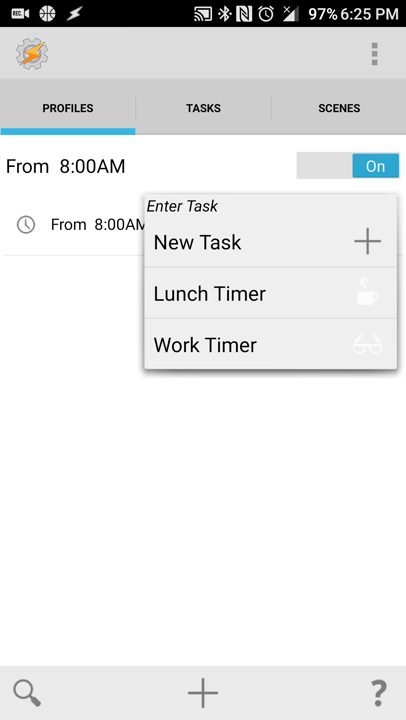 REC 97% 6:25 PM
PROFILES TASKS SCENES
From 8:00AM On
From 8:00AM
Enter Task
New Task
Lunch Timer
Work Timer
?